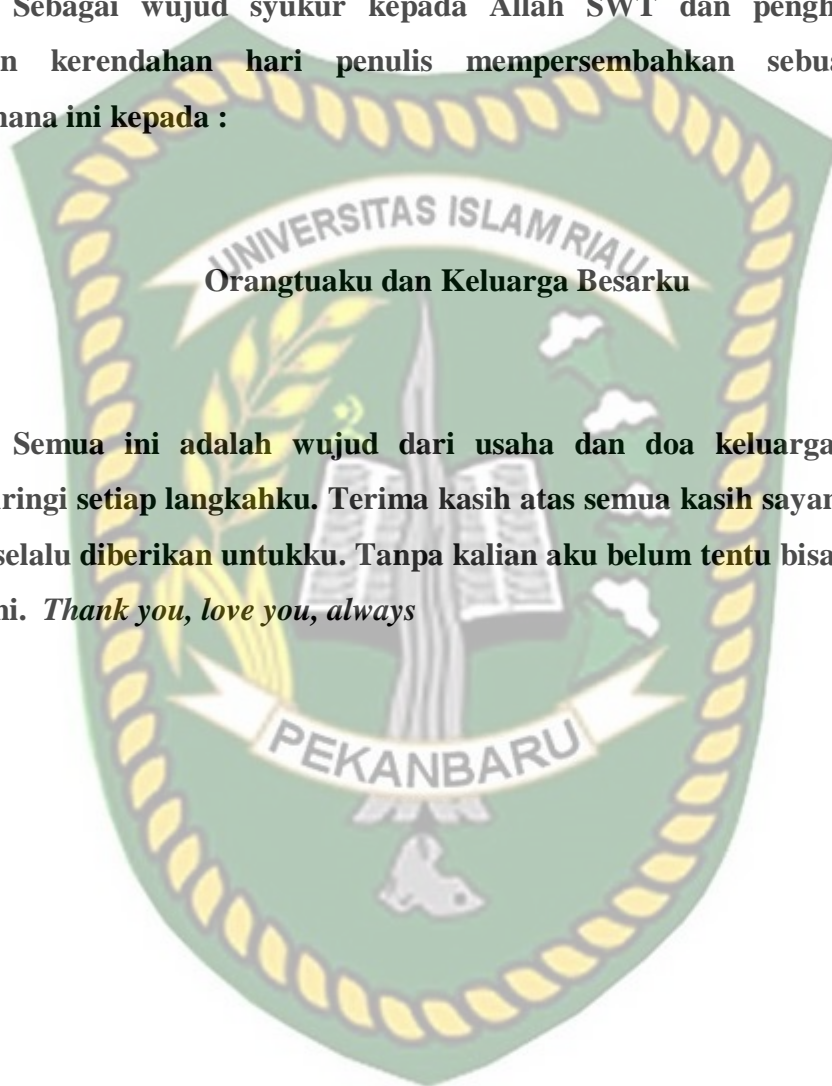 Sebagai wujud syukur kepada Allah SWT dan pengh
n kerendahan hari penulis mempersembahkan sebua
nana ini kepada :
UNIVERSITAS ISLAM RIAU
Orangtuaku dan Keluarga Besarku
Semua ini adalah wujud dari usaha dan doa keluarga
ringi setiap langkahku. Terima kasih atas semua kasih sayan
selalu diberikan untukku. Tanpa kalian aku belum tentu bisa
ni. Thank you, love you, always
PEKANBARU